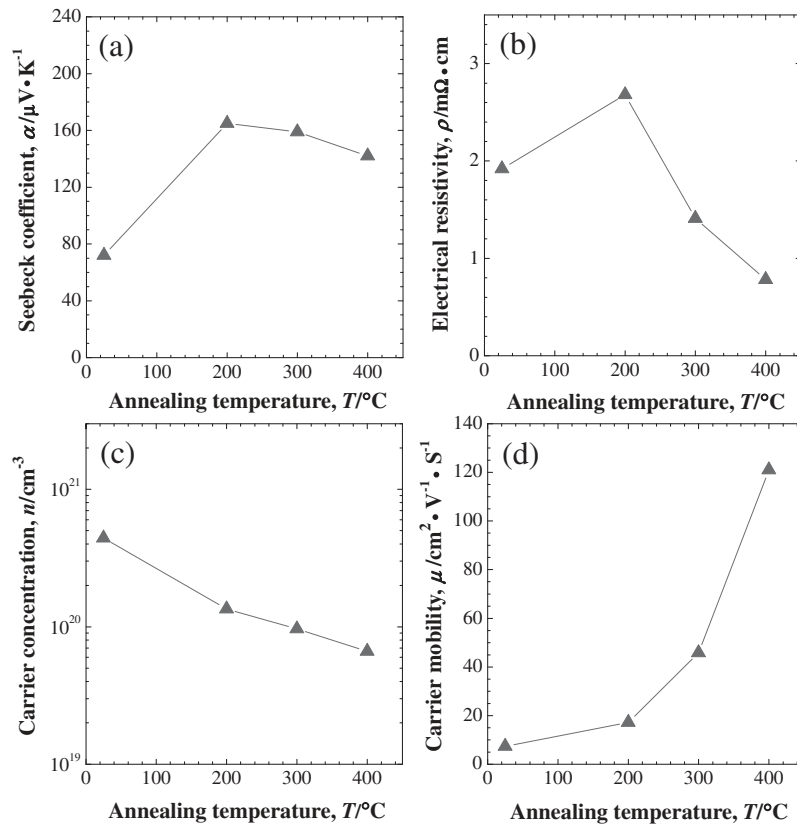 (a)
240
200
160
120
80
40
0
Seebeck coefficient, α/μV•K⁻¹
0 100 200 300 400
Annealing temperature, T/°C
(b)
3
2
1
0
Electrical resistivity, ρ/mΩ•cm
0 100 200 300 400
Annealing temperature, T/°C
(c)
10²¹
10²⁰
10¹⁹
Carrier concentration, n/cm⁻³
0 100 200 300 400
Annealing temperature, T/°C
(d)
140
120
100
80
60
40
20
0
Carrier mobility, μ/cm²•V⁻¹•S⁻¹
0 100 200 300 400
Annealing temperature, T/°C